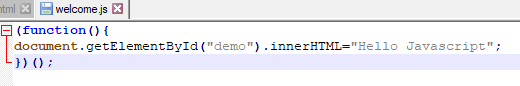 html welcome.js
(function(){
document.getElementById("demo").innerHTML="Hello Javascript";
})();